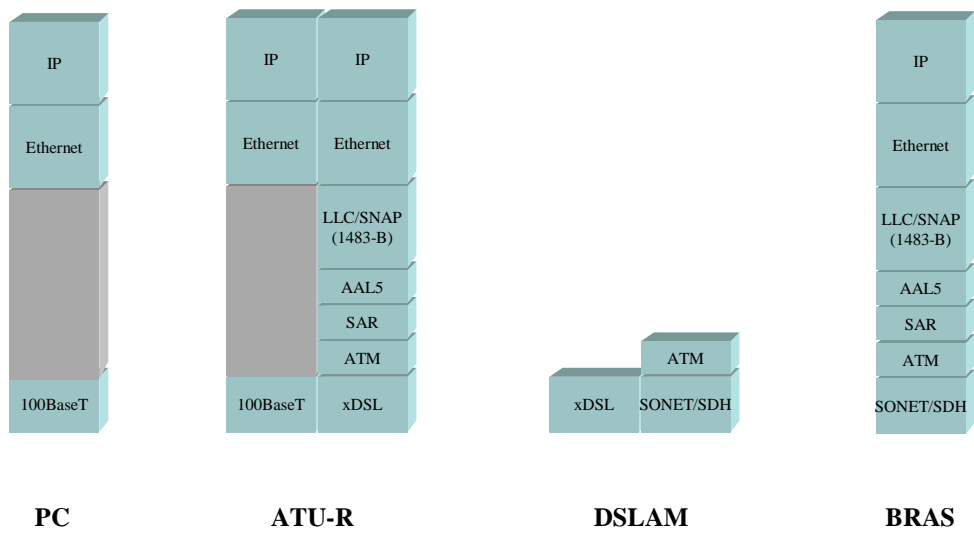 IP
Ethernet
100BaseT
PC
IP
IP
Ethernet
Ethernet
LLC/SNAP
(1483-B)
AAL5
SAR
ATM
100BaseT
xDSL
ATU-R
ATM
xDSL
SONET/SDH
DSLAM
IP
Ethernet
LLC/SNAP
(1483-B)
AAL5
SAR
ATM
SONET/SDH
BRAS